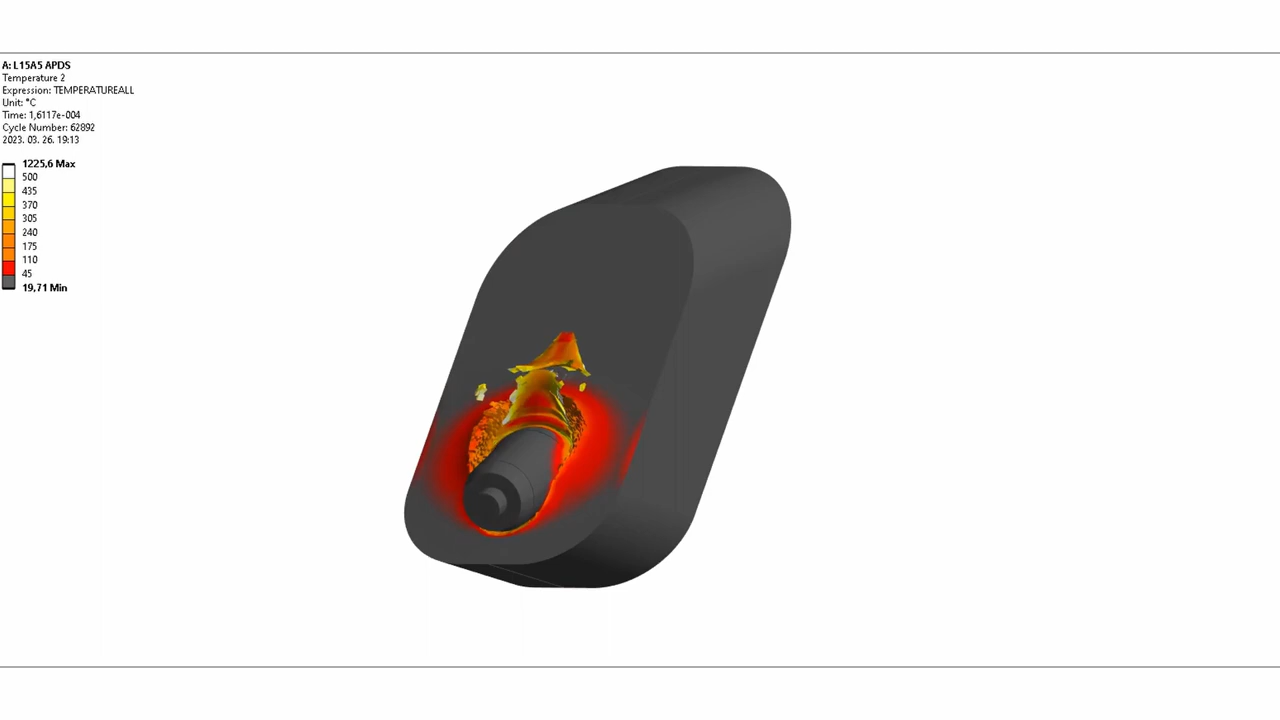 A: L15A5 APDS
Temperature 2
Expression: TEMPERATUREALL
Unit: °C
Time: 1,6117e-004
Cycle Number: 62892
2023. 03. 26. 19:13
1225,6 Max
500
435
370
305
240
175
110
45
19,71 Min